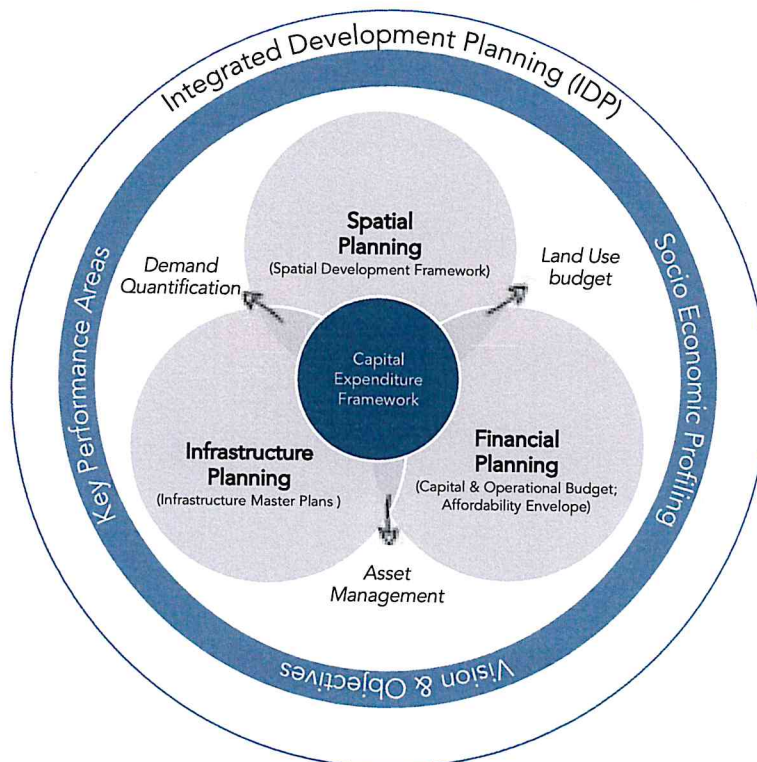 Integrated Development Planning (IDP)
Key Performance Areas
Socio Economic Profiling
Vision & Objectives
Spatial
Planning
(Spatial Development Framework)
Demand
Quantification
Land Use
budget
Capital
Expenditure
Framework
Infrastructure
Planning
(Infrastructure Master Plans )
Financial
Planning
(Capital & Operational Budget;
Affordability Envelope)
Asset
Management